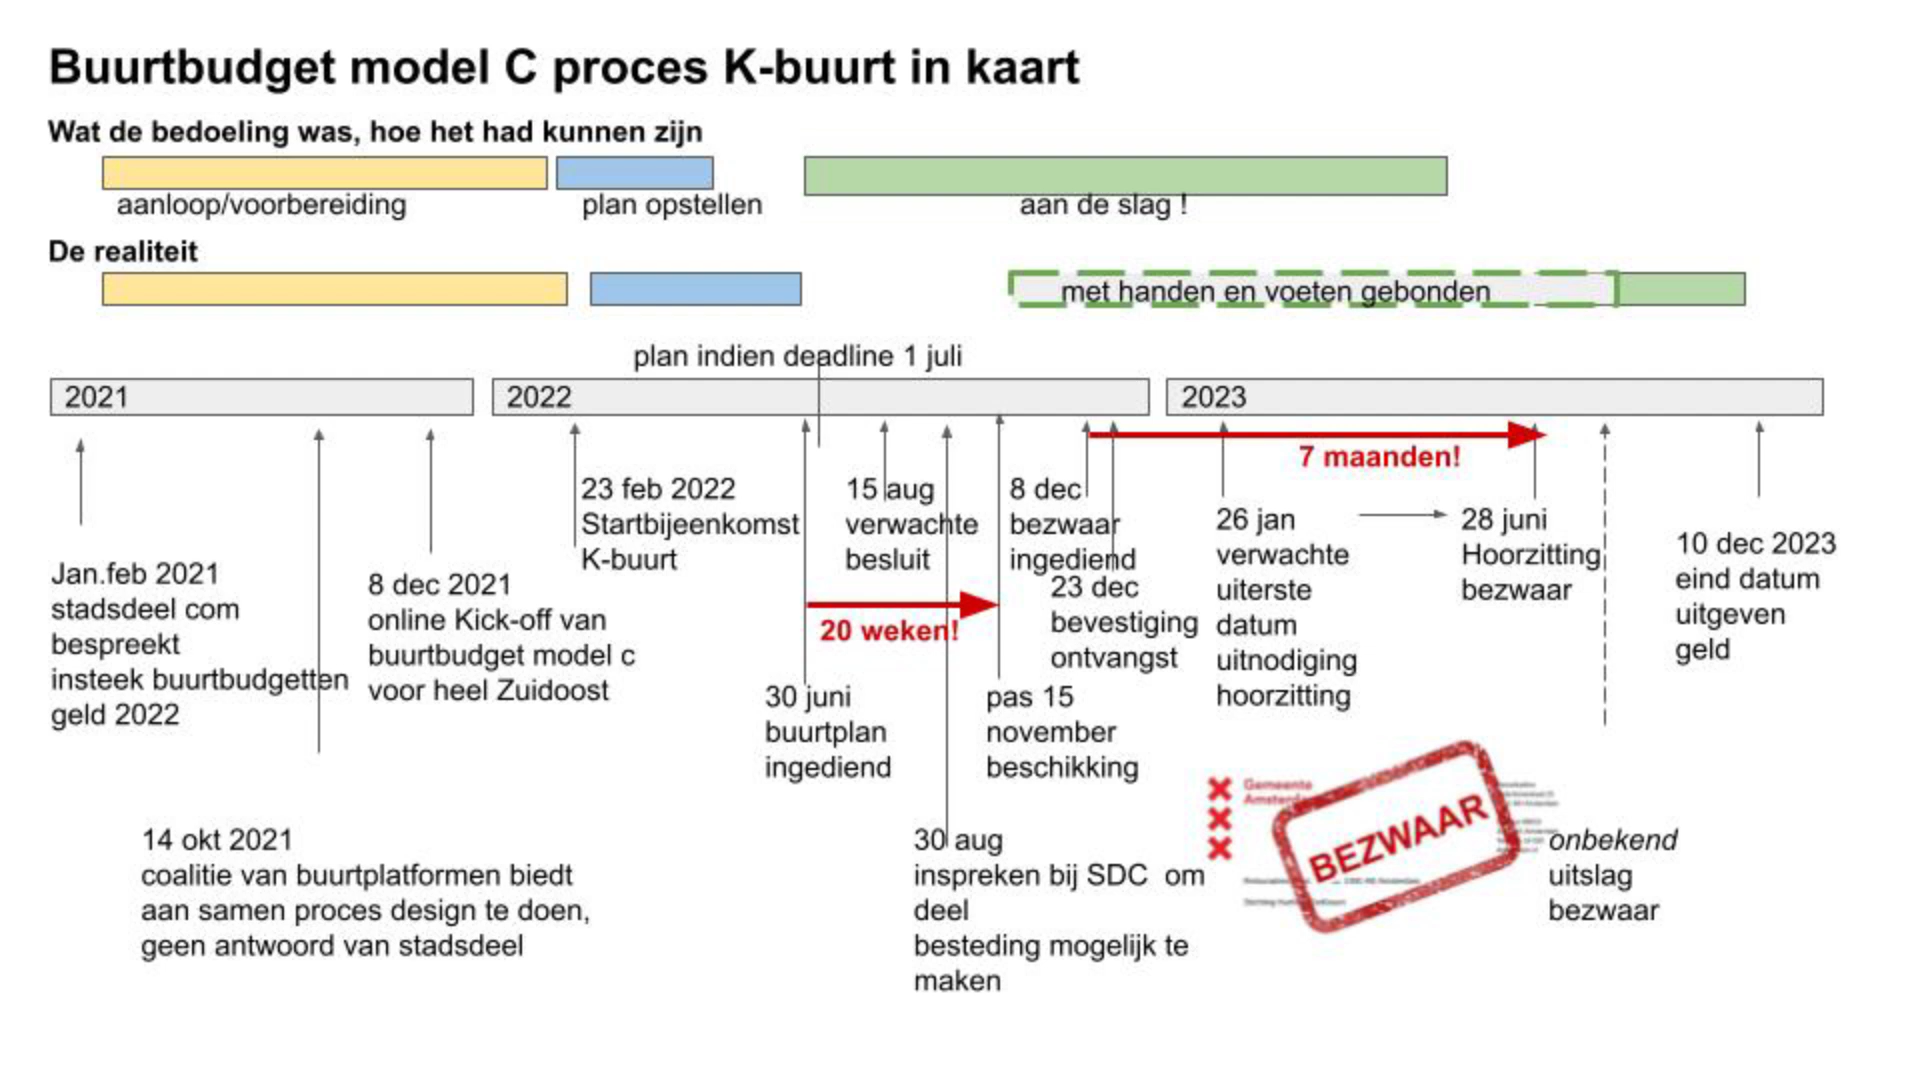 Buurtbudget model C proces K-buurt in kaart
Wat de bedoeling was, hoe het had kunnen zijn
aanloop/voorbereiding
plan opstellen
aan de slag !
De realiteit
met handen en voeten gebonden
plan indien deadline 1 juli
2021
2022
2023
7 maanden!
Jan.feb 2021
stadsdeel com
bespreekt
insteek buurtbudgetten
geld 2022
8 dec 2021
online Kick-off van
buurtbudget model c
voor heel Zuidoost
23 feb 2022
Startbijeenkomst
K-buurt
15 aug
verwachte
besluit
8 dec
bezwaar
ingediend
23 dec
bevestiging
ontvangst
26 jan
verwachte
uiterste
datum
uitnodiging
hoorzitting
28 juni
Hoorzitting
bezwaar
10 dec 2023
eind datum
uitgeven
geld
20 weken!
30 juni
buurtplan
ingediend
pas 15
november
beschikking
14 okt 2021
coalitie van buurtplatformen biedt
aan samen proces design te doen,
geen antwoord van stadsdeel
30 aug
inspreken bij SDC om
deel
besteding mogelijk te
maken
Gemeente
BEZWAAR
onbekend
uitslag
bezwaar